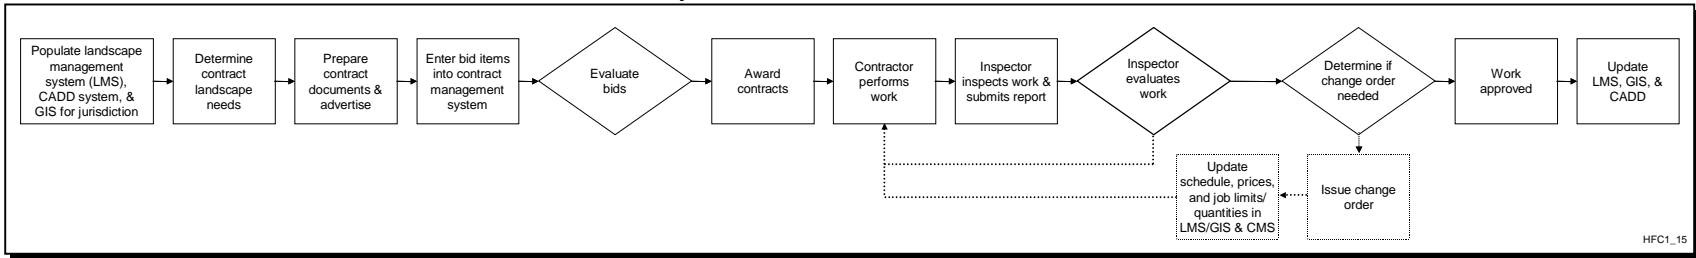 Populate landscape
management
system (LMS),
CADD system, &
GIS for jurisdiction
Determine
contract
landscape
needs
Prepare
contract
documents &
advertise
Enter bid items
into contract
management
system
Evaluate
bids
Award
contracts
Contractor
performs
work
Inspector
inspects work &
submits report
Inspector
evaluates
work
Determine if
change order
needed
Work
approved
Update
LMS, GIS, &
CADD
Update
schedule, prices,
and job limits/
quantities in
LMS/GIS & CMS
Issue change
order
HFC1_15